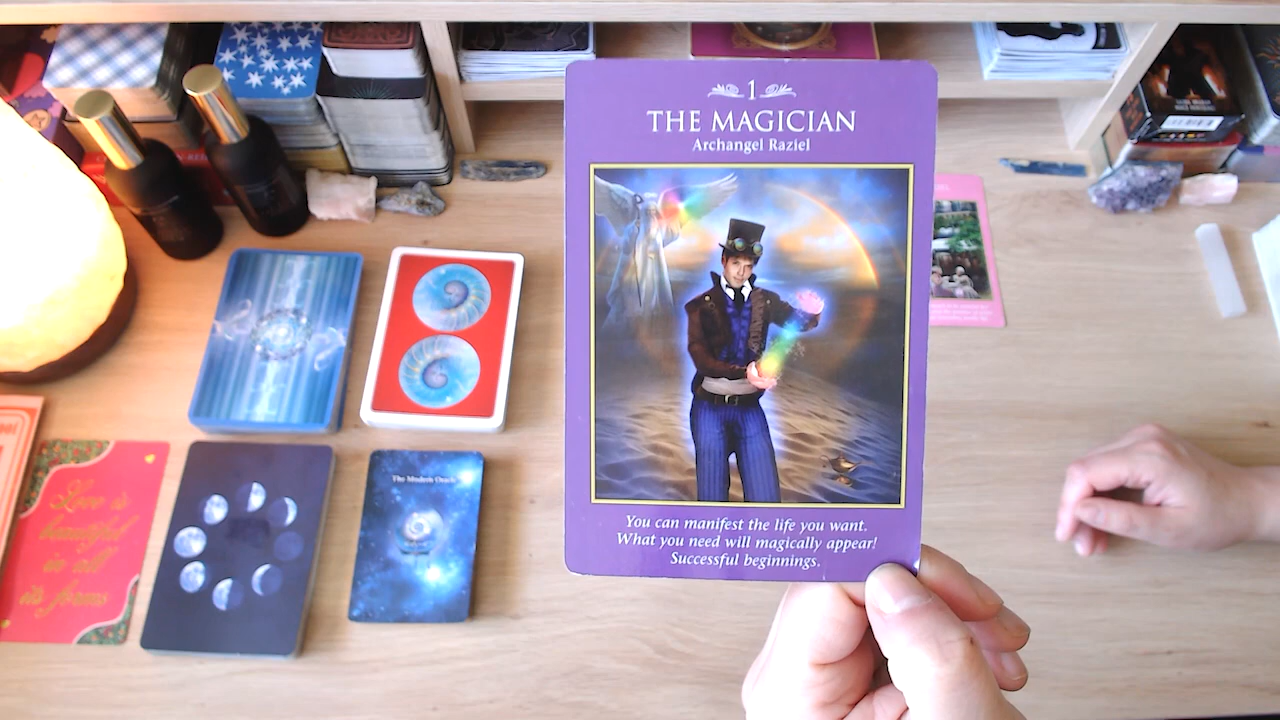 1
THE MAGICIAN
Archangel Raziel
You can manifest the life you want.
What you need will magically appear!
Successful beginnings.
The Modern Oracle
Love is
beautiful
in all
its forms